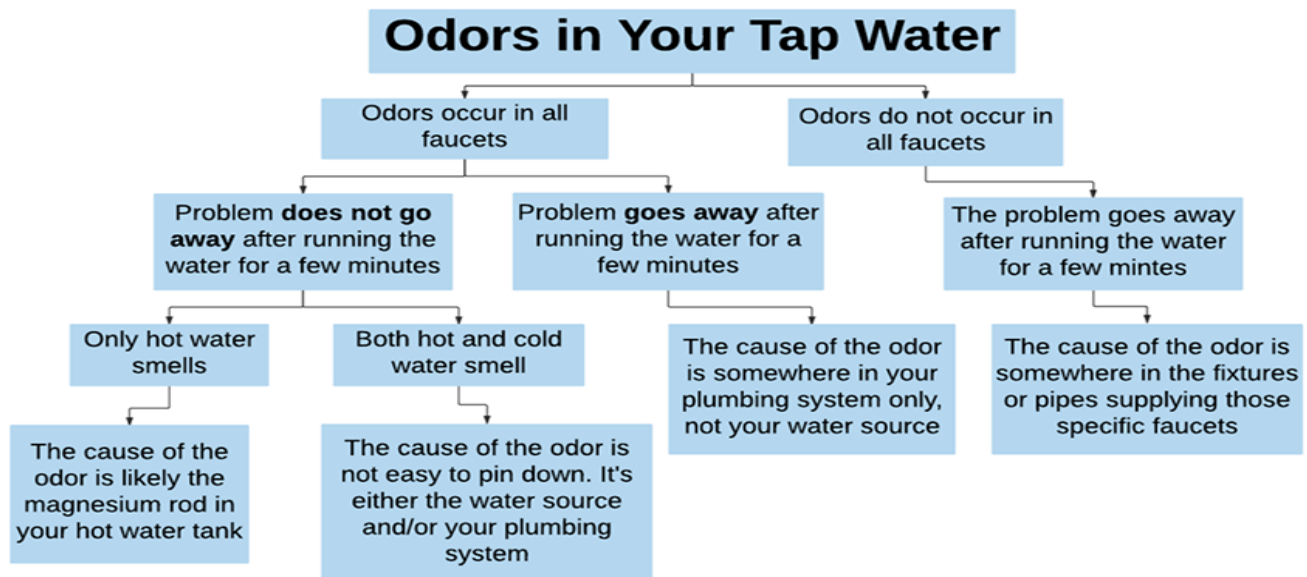 Odors in Your Tap Water
Odors occur in all
faucets
Odors do not occur in
all faucets
Problem does not go
away after running the
water for a few minutes
Problem goes away after
running the water for a
few minutes
The problem goes away
after running the water
for a few mintes
Only hot water
smells
Both hot and cold
water smell
The cause of the odor
is somewhere in your
plumbing system only,
not your water source
The cause of the odor is
somewhere in the fixtures
or pipes supplying those
specific faucets
The cause of the
odor is likely the
magnesium rod in
your hot water tank
The cause of the odor is
not easy to pin down. It's
either the water source
and/or your plumbing
system